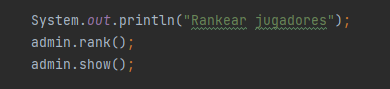 System.out.println("Rankear jugadores");
admin.rank();
admin.show();